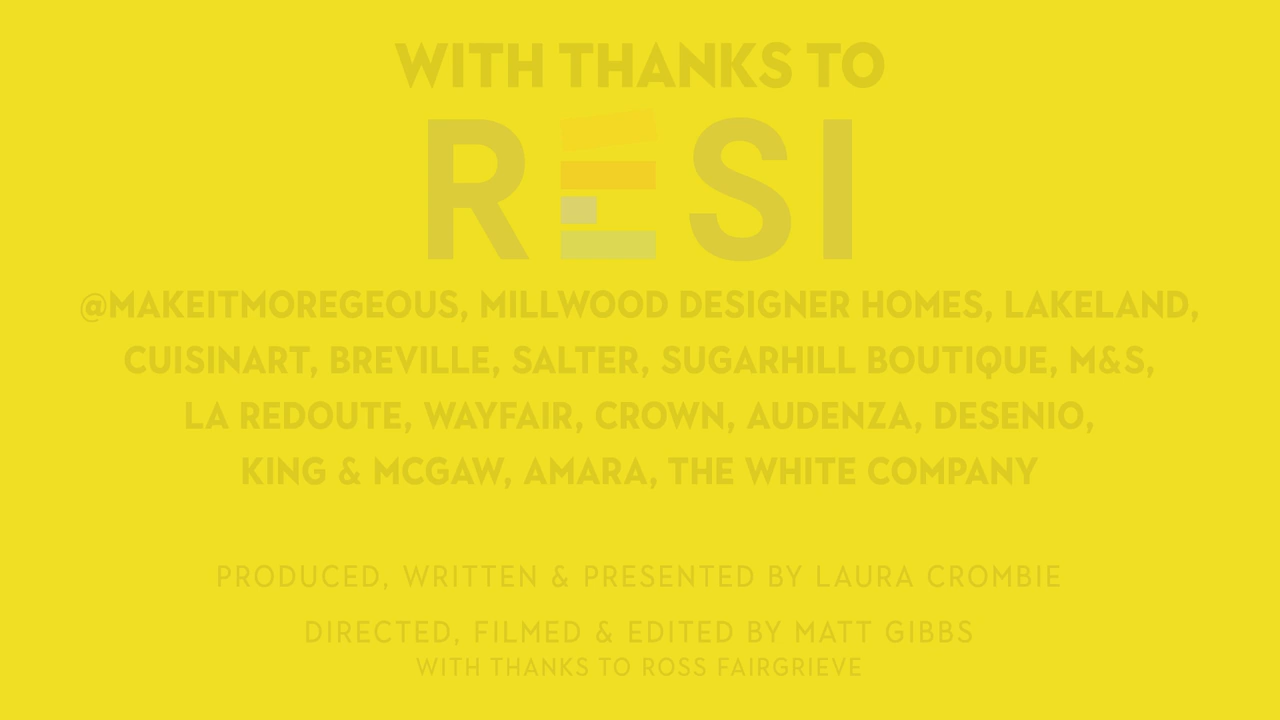 WITH THANKS TO
RESI
@MAKEITMOREGEOUS, MILLWOOD DESIGNER HOMES, LAKELAND,
CUISINART, BREVILLE, SALTER, SUGARHILL BOUTIQUE, M&S,
LA REDOUTE, WAYFAIR, CROWN, AUDENZA, DESENIO,
KING & MCGAW, AMARA, THE WHITE COMPANY
PRODUCED, WRITTEN & PRESENTED BY LAURA CROMBIE
DIRECTED, FILMED & EDITED BY MATT GIBBS
WITH THANKS TO ROSS FAIRGRIEVE